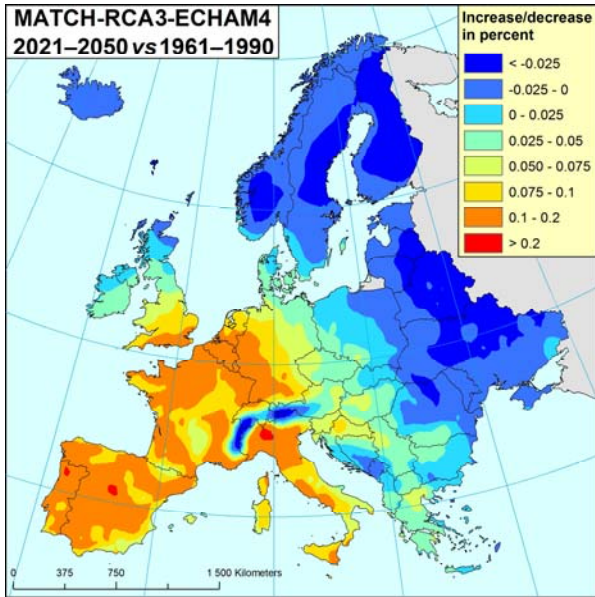 MATCH-RCA3-ECHAM4
2021–2050 vs 1961–1990
Increase/decrease
in percent
< -0.025
-0.025 - 0
0 - 0.025
0.025 - 0.05
0.050 - 0.075
0.075 - 0.1
0.1 - 0.2
> 0.2
0 375 750 1 500 Kilometers